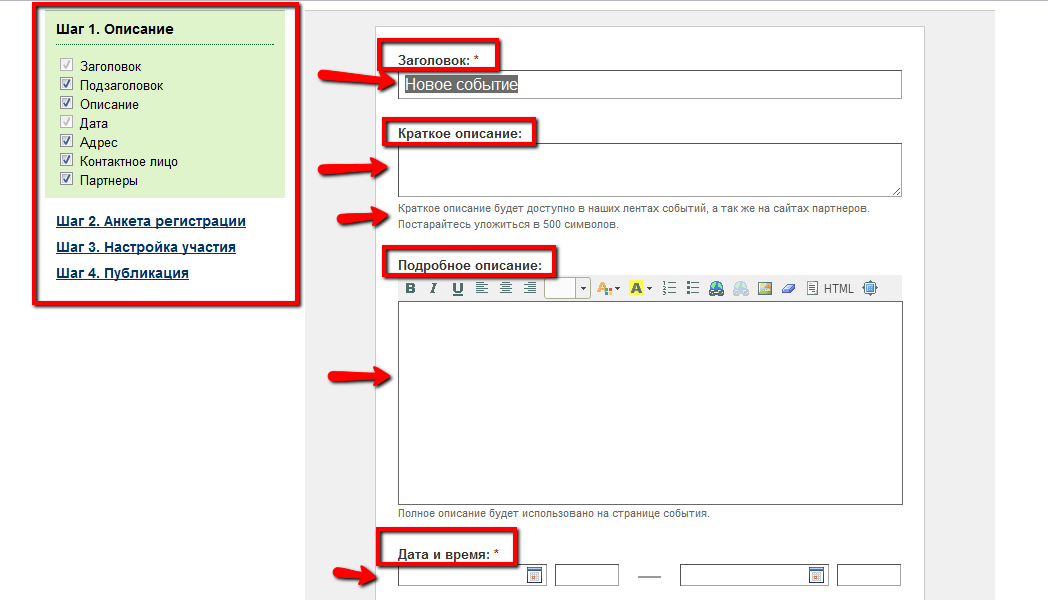 Шаг 1. Описание
Заголовок
Подзаголовок
Описание
Дата
Адрес
Контактное лицо
Партнеры
Шаг 2. Анкета регистрации
Шаг 3. Настройка участия
Шаг 4. Публикация
Заголовок: *
Новое событие
Краткое описание:
Краткое описание будет доступно в наших лентах событий, а так же на сайтах партнеров.
Постарайтесь уложиться в 500 символов.
Подробное описание:
B I U A A HTML
Полное описание будет использовано на странице события.
Дата и время: *